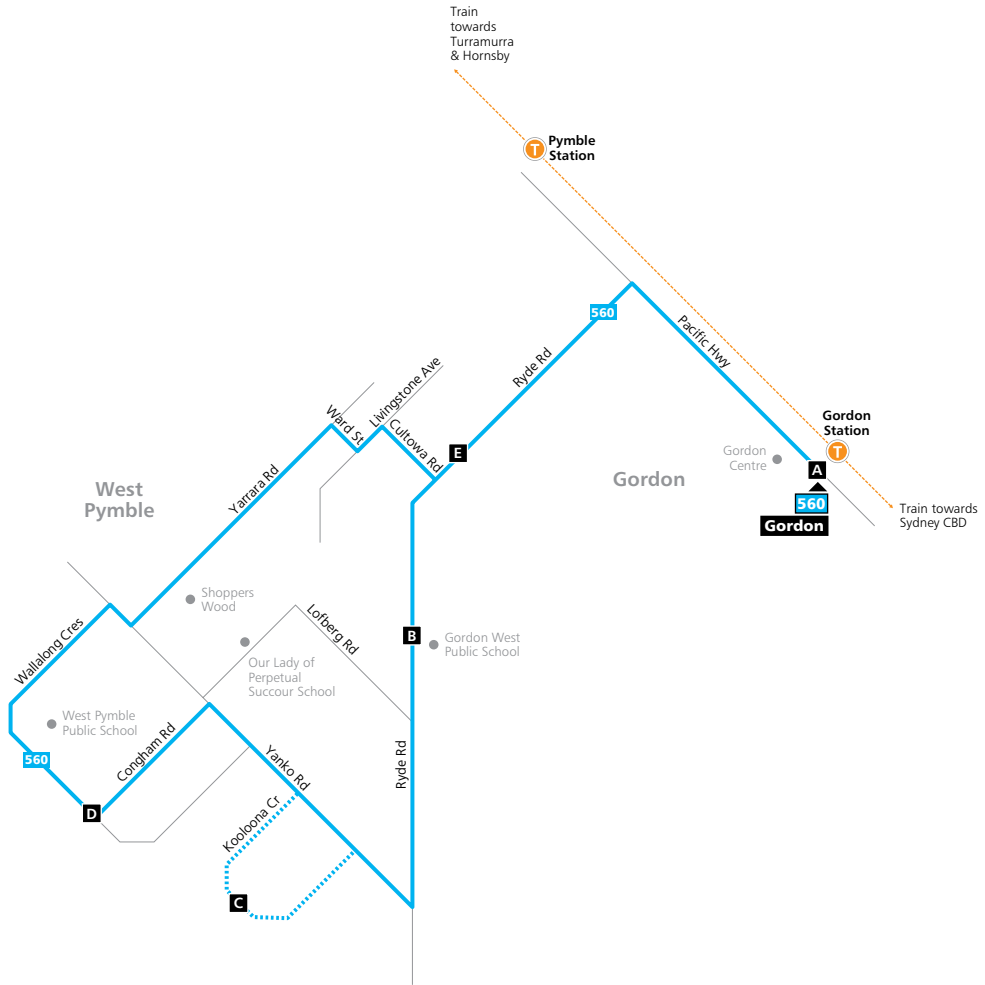 Train
towards
Turramurra
& Hornsby
Pymble
Station
560
Pacific Hwy
Ryde Rd
Livingstone Ave
Ward St
Cultowa Rd
Gordon
Station
E
Gordon
Centre
A
Yarrara Rd
West
Pymble
Gordon
560
Gordon
Train towards
Sydney CBD
Shoppers
Wood
Lofberg Rd
Wallalong Cres
B
Gordon West
Public School
Our Lady of
Perpetual
Succour School
West Pymble
Public School
Congham Rd
Yanko Rd
Ryde Rd
560
D
Kooloona Cr
C
T
T